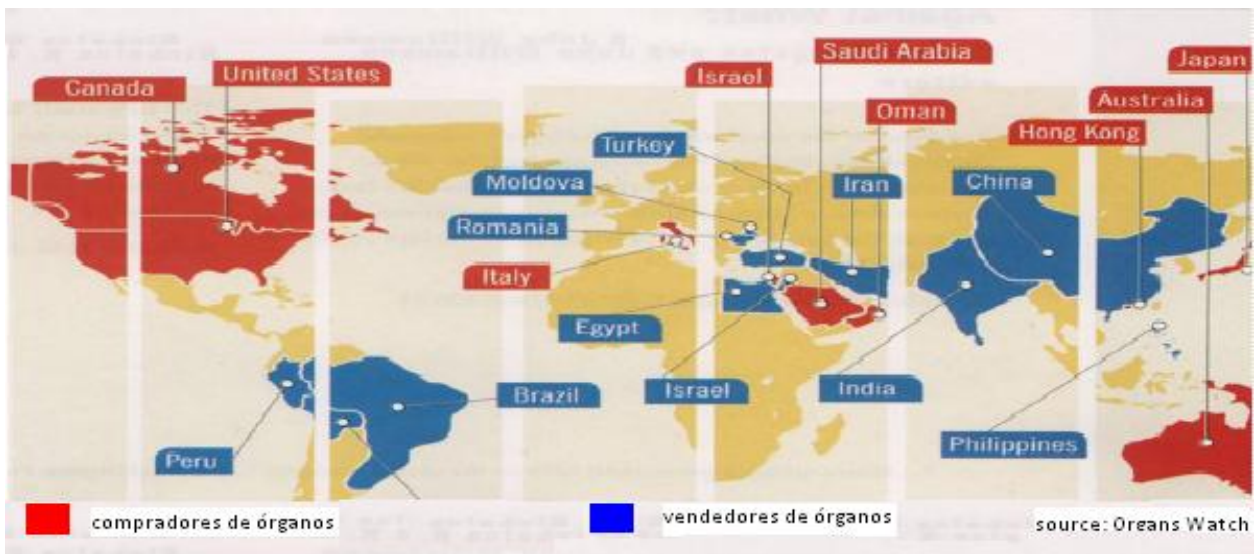 United States
Saudi Arabia
Canada
Israel
Japan
Australia
Oman
Hong Kong
Turkey
Moldova
Iran
China
Romania
Italy
Egypt
Israel
India
Brazil
Peru
Philippines
compradores de órganos
vendedores de órganos
source: Organs Watch